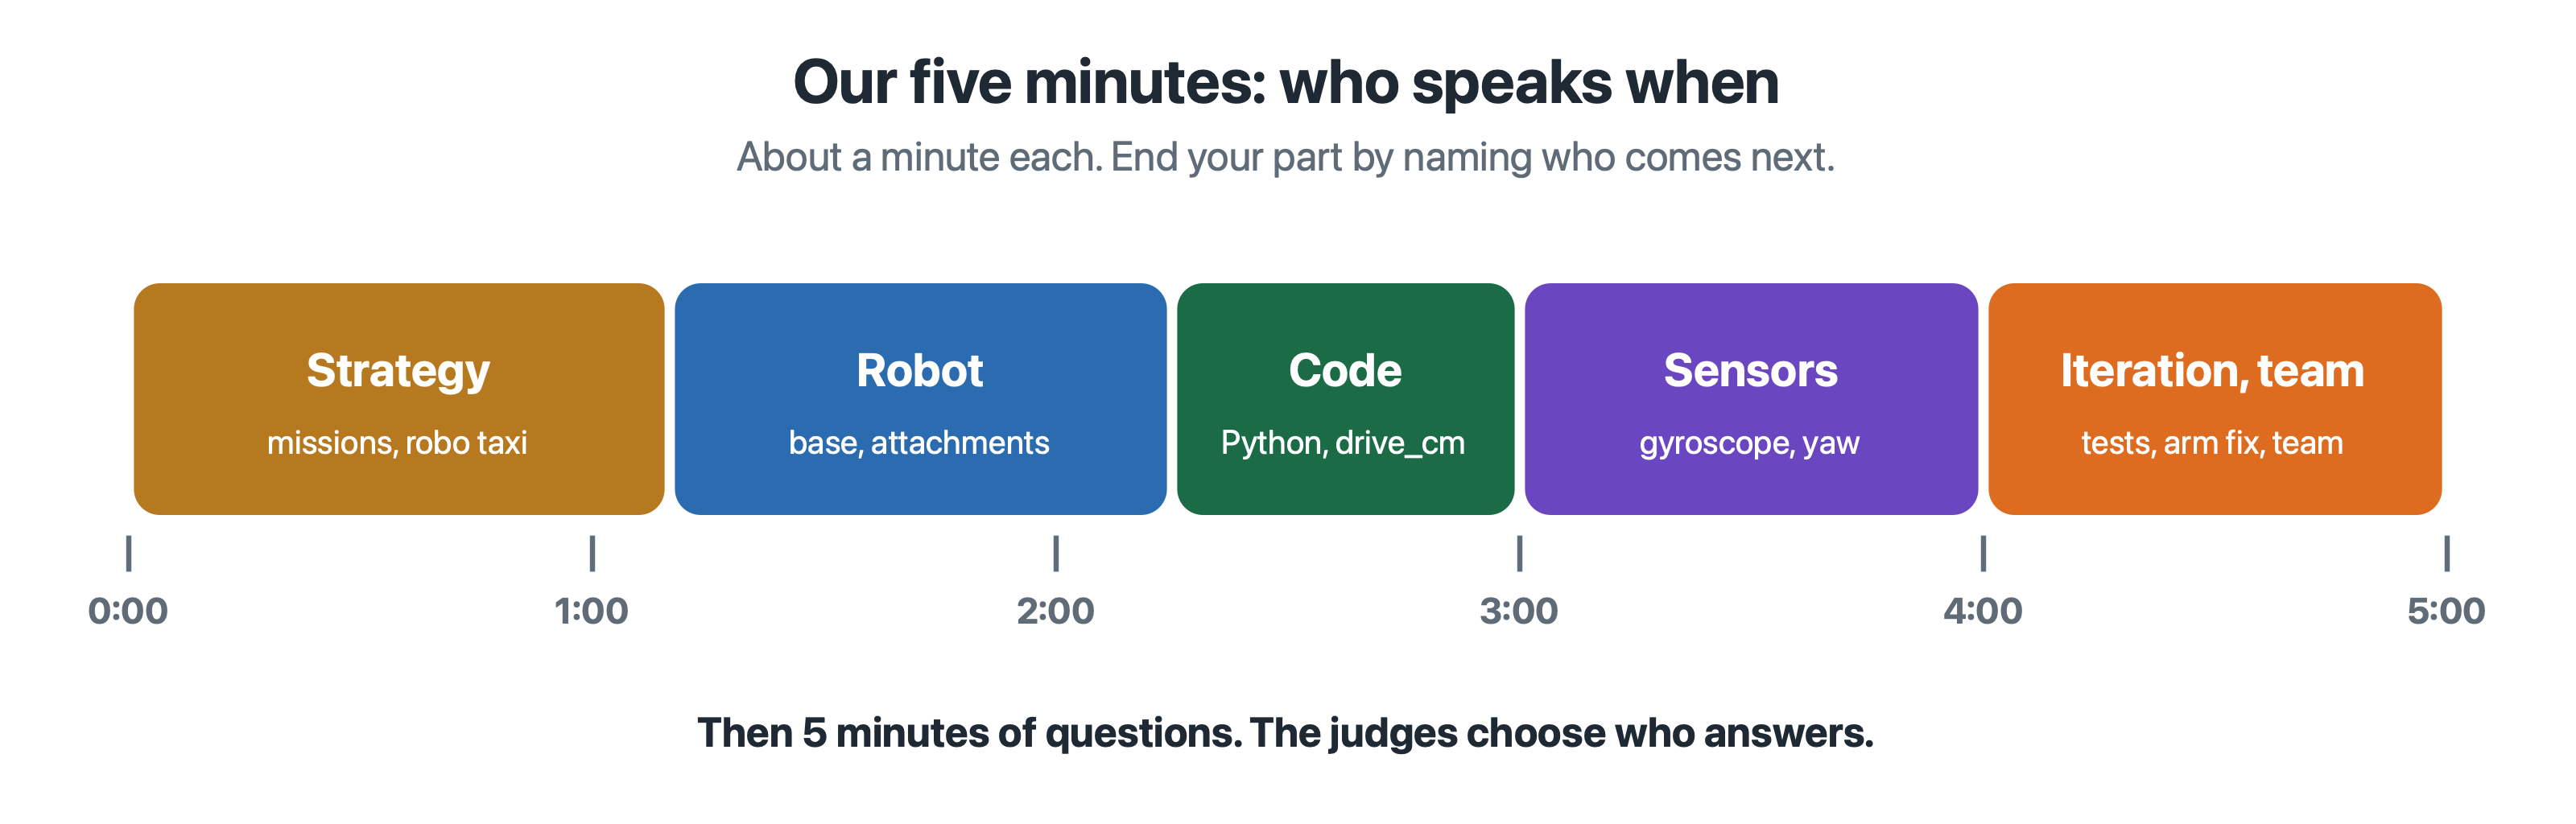 Our five minutes: who speaks when
About a minute each. End your part by naming who comes next.
Strategy
missions, robo taxi
Robot
base, attachments
Code
Python, drive_cm
Sensors
gyroscope, yaw
Iteration, team
tests, arm fix, team
0:00
1:00
2:00
3:00
4:00
5:00
Then 5 minutes of questions. The judges choose who answers.